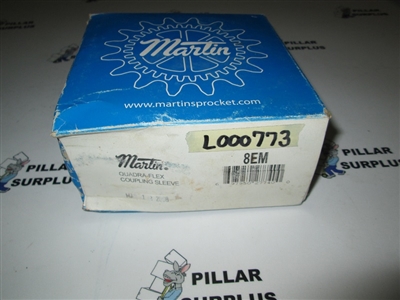 Martin
www.martinsprocket.com
L000773
Martin
8EM
QUADRA-FLEX
COUPLING SLEEVE
PILLAR
SURPLUS
PILLAR
SURPLUS
PILLAR
SURPLUS
PILLAR
SURPLUS